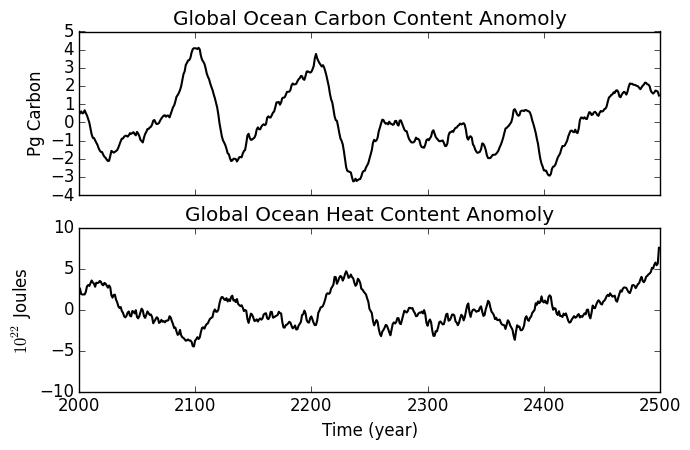 Global Ocean Carbon Content Anomoly
5
4
3
2
1
0
−1
−2
−3
−4
Pg Carbon
Global Ocean Heat Content Anomoly
10
5
0
−5
−10
10²² Joules
2000 2100 2200 2300 2400 2500
Time (year)